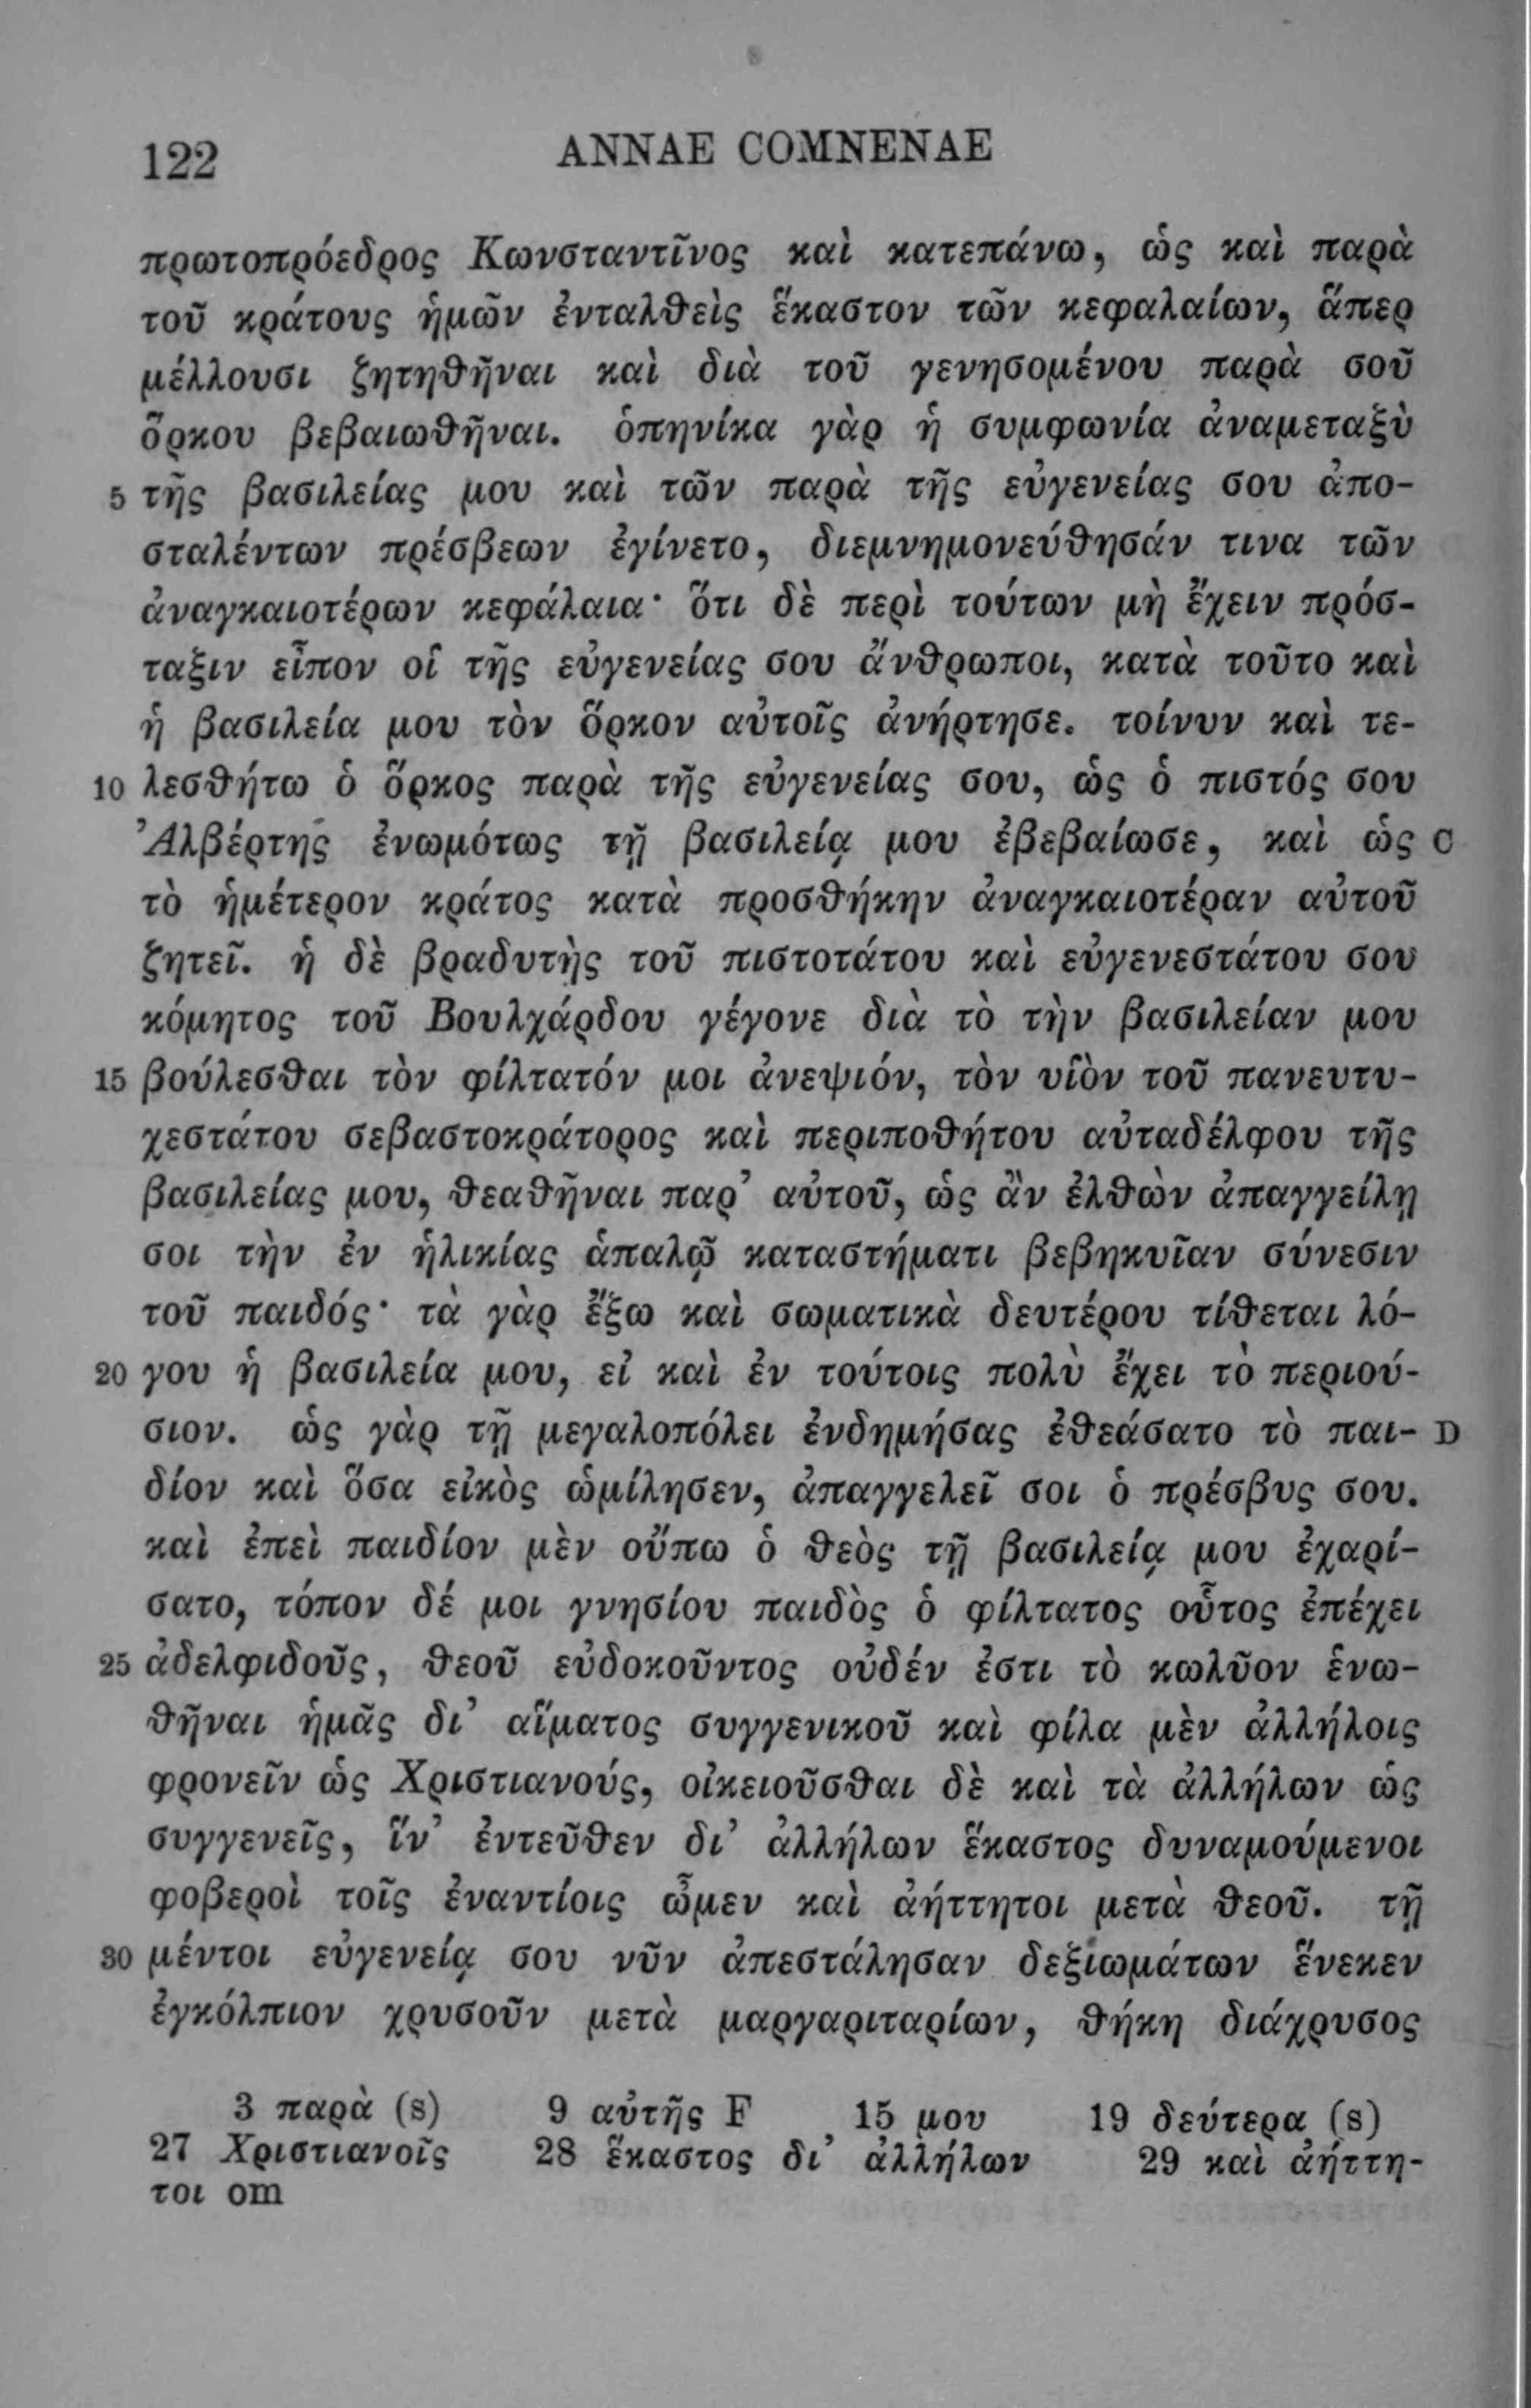 122 ANNAE COMNENAE
πρωτοπρόεδρος Κωνσταντῖνος καὶ κατεπάνω, ὡς καὶ παρὰ
τοῦ κράτους ἡμῶν ἐνταλθεὶς ἕκαστον τῶν κεφαλαίων, ἅπερ
μέλλουσι ζητηθῆναι καὶ διὰ τοῦ γενησομένου παρὰ σοῦ
ὅρκου βεβαιωθῆναι. ὁπηνίκα γὰρ ἡ συμφωνία ἀναμεταξὺ
5 τῆς βασιλείας μου καὶ τῶν παρὰ τῆς εὐγενείας σου ἀπο-
σταλέντων πρέσβεων ἐγίνετο, διεμνημονεύθησάν τινα τῶν
ἀναγκαιοτέρων κεφάλαια· ὅτι δὲ περὶ τούτων μὴ ἔχειν πρόσ-
ταξιν εἶπον οἱ τῆς εὐγενείας σου ἄνθρωποι, κατὰ τοῦτο καὶ
ἡ βασιλεία μου τὸν ὅρκον αὐτοῖς ἀνήρτησε. τοίνυν καὶ τε-
10 λεσθήτω ὁ ὅρκος παρὰ τῆς εὐγενείας σου, ὡς ὁ πιστός σου
Ἀλβέρτης ἐνωμότως τῇ βασιλείᾳ μου ἐβεβαίωσε, καὶ ὡς C
τὸ ἡμέτερον κράτος κατὰ προσθήκην ἀναγκαιοτέραν αὐτοῦ
ζητεῖ. ἡ δὲ βραδυτὴς τοῦ πιστοτάτου καὶ εὐγενεστάτου σου
κόμητος τοῦ Βουλχάρδου γέγονε διὰ τὸ τὴν βασιλείαν μου
15 βούλεσθαι τὸν φίλτατόν μοι ἀνεψιόν, τὸν υἱὸν τοῦ πανευτυ-
χεστάτου σεβαστοκράτορος καὶ περιποθήτου αὐταδέλφου τῆς
βασιλείας μου, θεαθῆναι παρ’ αὐτοῦ, ὡς ἂν ἐλθὼν ἀπαγγείλῃ
σοι τὴν ἐν ἡλικίας ἁπαλῷ καταστήματι βεβηκυῖαν σύνεσιν
τοῦ παιδός· τὰ γὰρ ἔξω καὶ σωματικὰ δευτέρου τίθεται λό-
20 γου ἡ βασιλεία μου, εἰ καὶ ἐν τούτοις πολὺ ἔχει τὸ περιού-
σιον. ὡς γὰρ τῇ μεγαλοπόλει ἐνδημήσας ἐθεάσατο τὸ παι- D
δίον καὶ ὅσα εἰκὸς ὡμίλησεν, ἀπαγγελεῖ σοι ὁ πρέσβυς σου.
καὶ ἐπεὶ παιδίον μὲν οὔπω ὁ θεὸς τῇ βασιλείᾳ μου ἐχαρί-
σατο, τόπον δέ μοι γνησίου παιδὸς ὁ φίλτατος οὗτος ἐπέχει
25 ἀδελφιδοῦς, θεοῦ εὐδοκοῦντος οὐδέν ἐστι τὸ κωλῦον ἑνω-
θῆναι ἡμᾶς δι’ αἵματος συγγενικοῦ καὶ φίλα μὲν ἀλλήλοις
φρονεῖν ὡς Χριστιανούς, οἰκειοῦσθαι δὲ καὶ τὰ ἀλλήλων ὡς
συγγενεῖς, ἵν’ ἐντεῦθεν δι’ ἀλλήλων ἕκαστος δυναμούμενοι
φοβεροὶ τοῖς ἐναντίοις ὦμεν καὶ ἀήττητοι μετὰ θεοῦ. τῇ
30 μέντοι εὐγενείᾳ σου νῦν ἀπεστάλησαν δεξιωμάτων ἕνεκεν
ἐγκόλπιον χρυσοῦν μετὰ μαργαριταρίων, θήκη διάχρυσος
3 παρὰ (s) 9 αὐτῆς F 15 μου 19 δεύτερα (s)
27 Χριστιανοῖς 28 ἕκαστος δι’ ἀλλήλων 29 καὶ ἀήττη-
τοι om